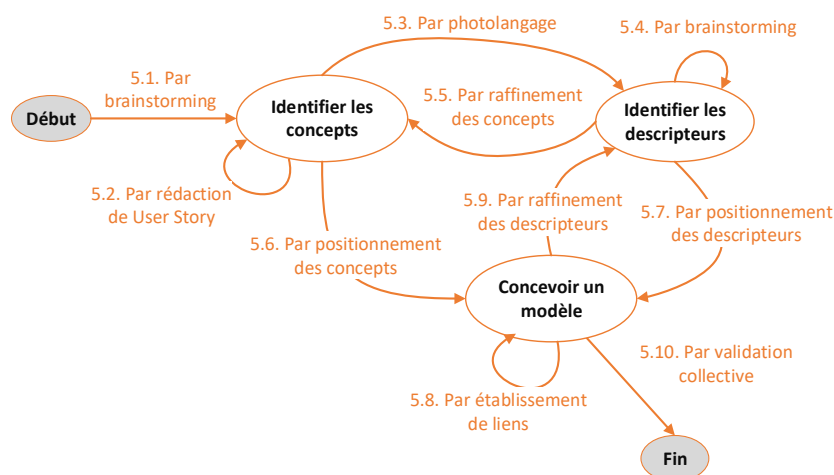 5.3. Par photolangage
5.4. Par brainstorming
5.1. Par
brainstorming
Début
Identifier les
concepts
5.5. Par raffinement
des concepts
Identifier les
descripteurs
5.2. Par rédaction
de User Story
5.6. Par positionnement
des concepts
5.9. Par raffinement
des descripteurs
5.7. Par positionnement
des descripteurs
Concevoir un
modèle
5.8. Par établissement
de liens
5.10. Par validation
collective
Fin